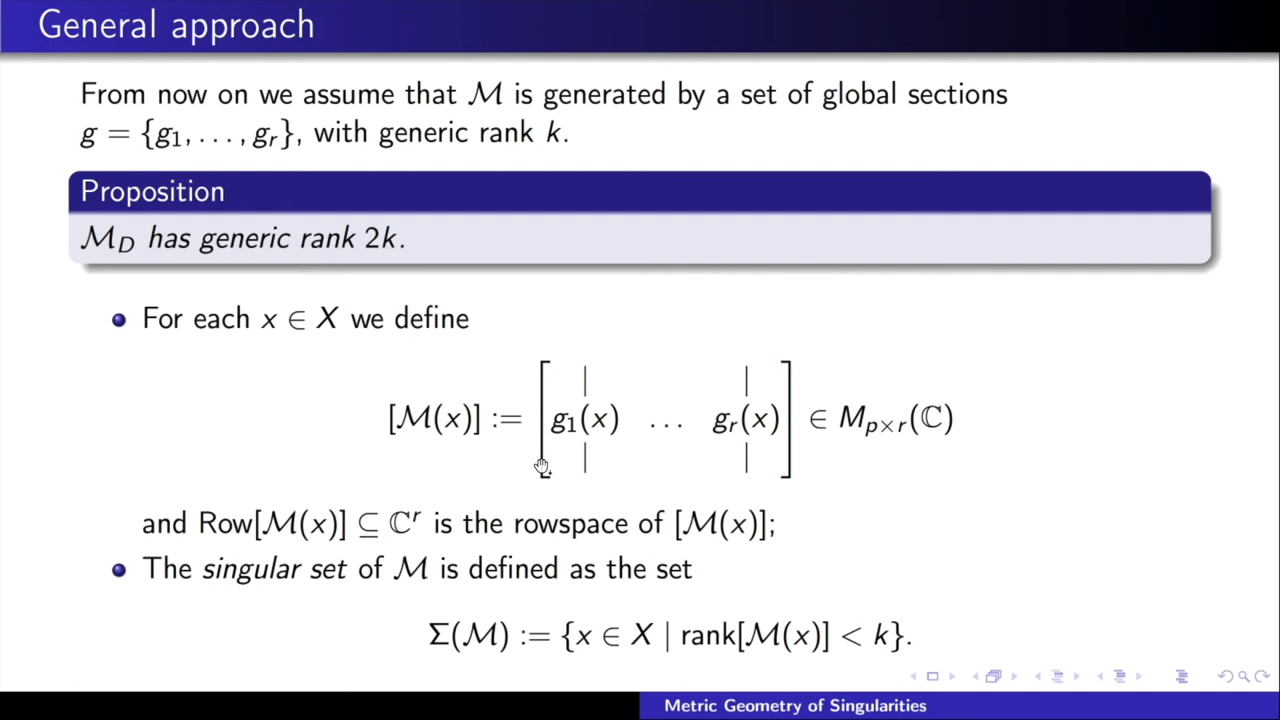 General approach
From now on we assume that ℳ is generated by a set of global sections
g = {g₁, . . . , gᵣ}, with generic rank k.
Proposition
ℳ_D has generic rank 2k.
For each x ∈ X we define
[ℳ(x)] := [ g₁(x) . . . gᵣ(x) ] ∈ M_{p×r}(ℂ)
and Row[ℳ(x)] ⊆ ℂʳ is the rowspace of [ℳ(x)];
The singular set of ℳ is defined as the set
Σ(ℳ) := {x ∈ X | rank[ℳ(x)] < k}.
Metric Geometry of Singularities